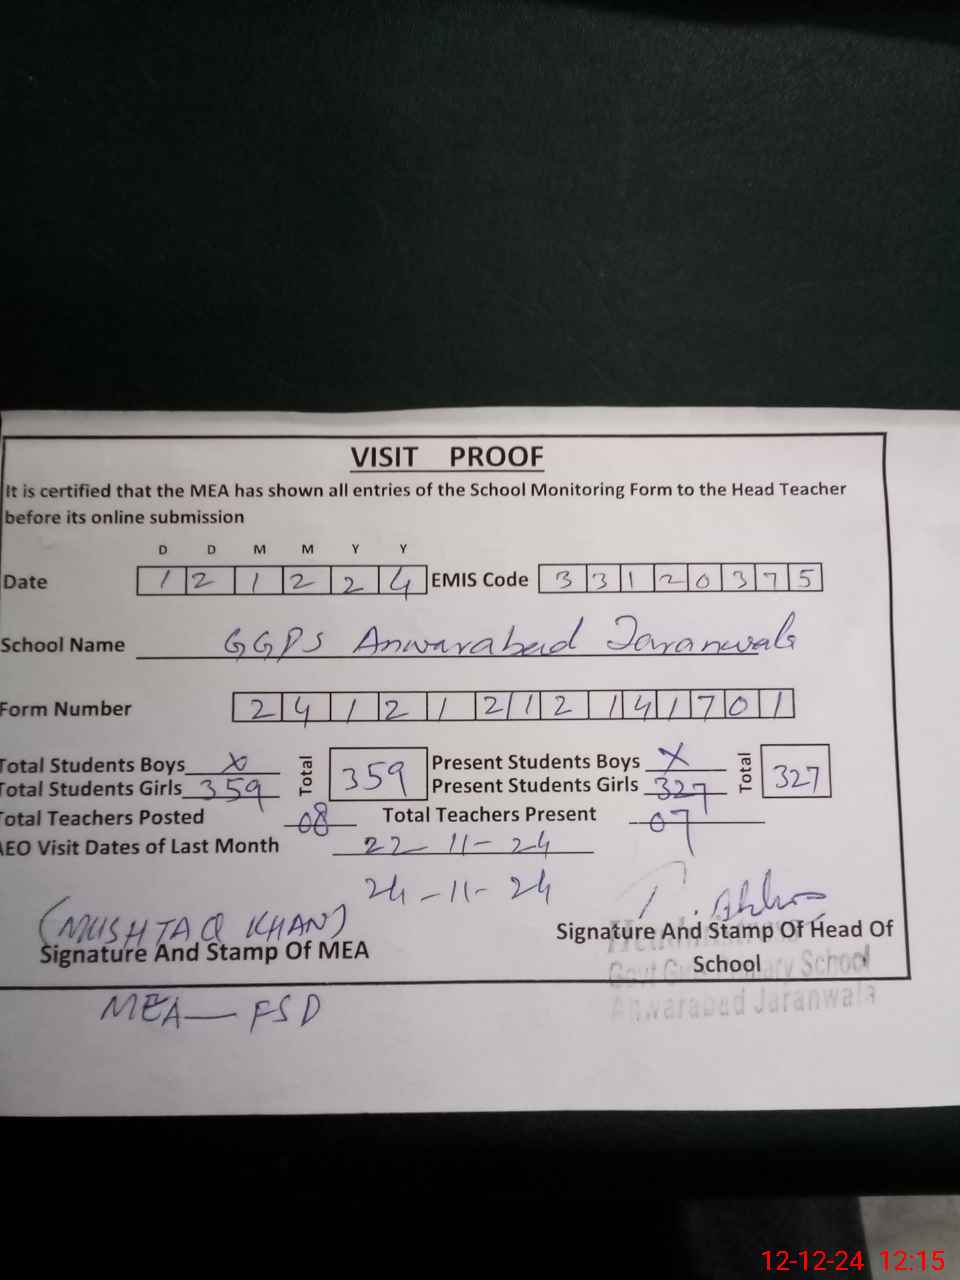 VISIT PROOF
It is certified that the MEA has shown all entries of the School Monitoring Form to the Head Teacher
before its online submission
D D M M Y Y
Date 1 2 1 2 2 4 EMIS Code 3 3 1 2 0 3 7 5
School Name GGPS Anwarabad Jaranwala
Form Number 2 4 1 2 1 2 1 2 1 4 1 7 0 1
Total Students Boys X Total 359 Present Students Boys X Total 327
Total Students Girls 359 Present Students Girls 327
Total Teachers Posted 08 Total Teachers Present 07
AEO Visit Dates of Last Month 22-11-24
24-11-24
(MUSHTAQ KHAN)
Signature And Stamp Of MEA Signature And Stamp Of Head Of
School
Govt School
Anwarabad Jaranwala
MEA-FSD
12-12-24 12:15